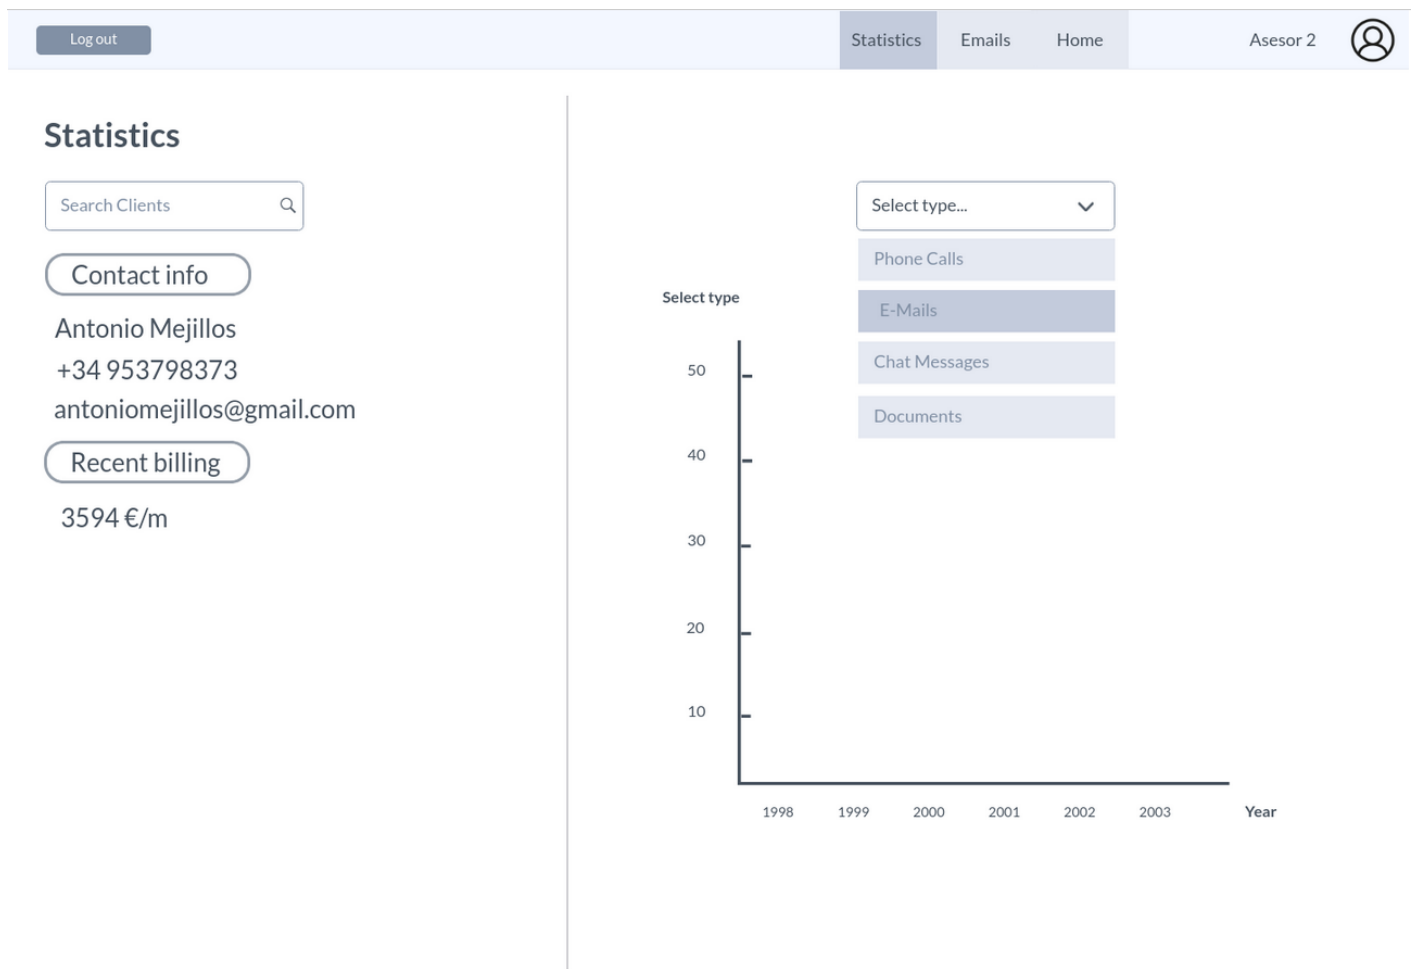 Log out
Statistics
Emails
Home
Asesor 2
Statistics
Search Clients
Contact info
Antonio Mejillos
+34 953798373
antoniomejillos@gmail.com
Recent billing
3594 €/m
Select type...
Phone Calls
E-Mails
Chat Messages
Documents
Select type
50
40
30
20
10
1998 1999 2000 2001 2002 2003 Year